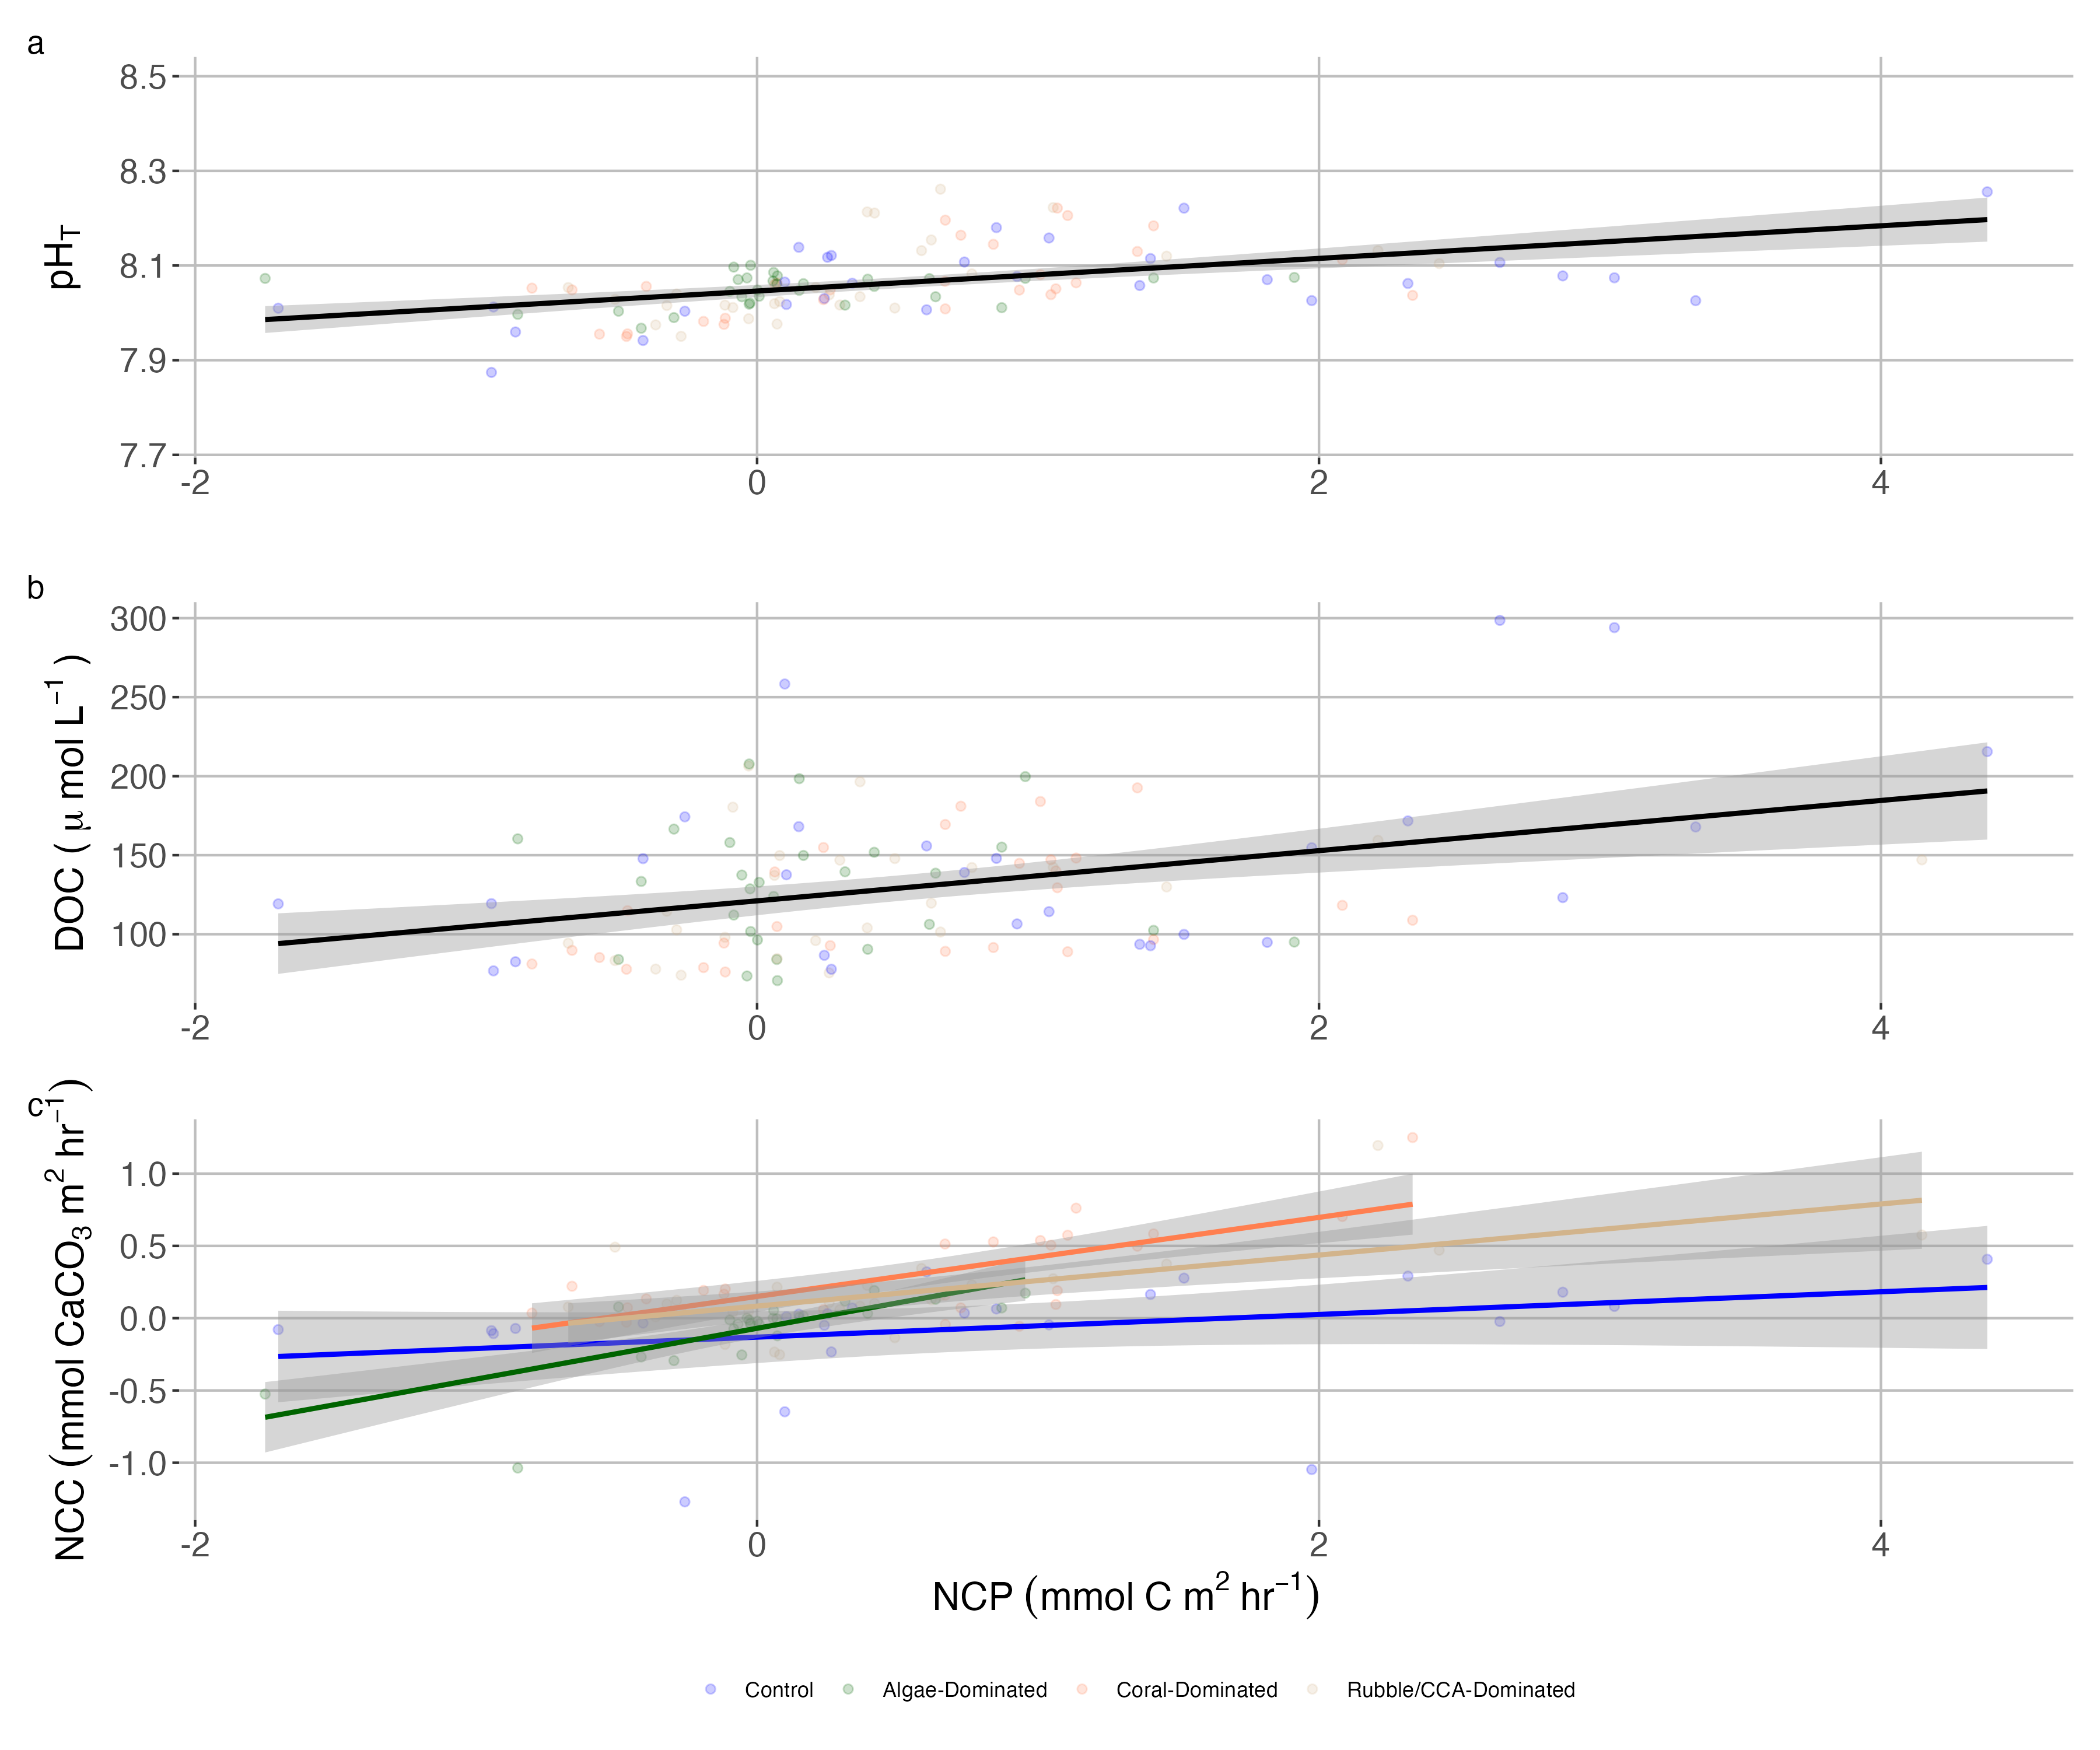 a
8.5
8.3
8.1
7.9
7.7
pH_T
-2 0 2 4
b
300
250
200
150
100
DOC ( μ mol L⁻¹ )
-2 0 2 4
c
1.0
0.5
0.0
-0.5
-1.0
NCC (mmol CaCO₃ m² hr⁻¹)
-2 0 2 4
NCP (mmol C m² hr⁻¹)
Control Algae-Dominated Coral-Dominated Rubble/CCA-Dominated